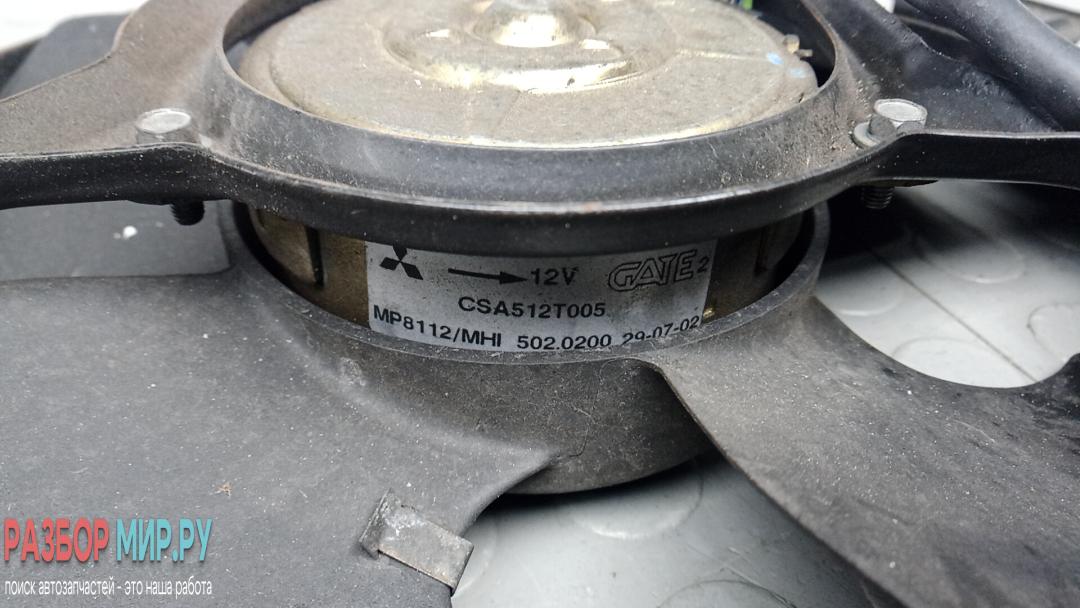 12V GATE 2
CSA512T005
MP8112/MHI 502.0200 29-07-02
РАЗБОР МИР.РУ
поиск автозапчастей - это наша работа